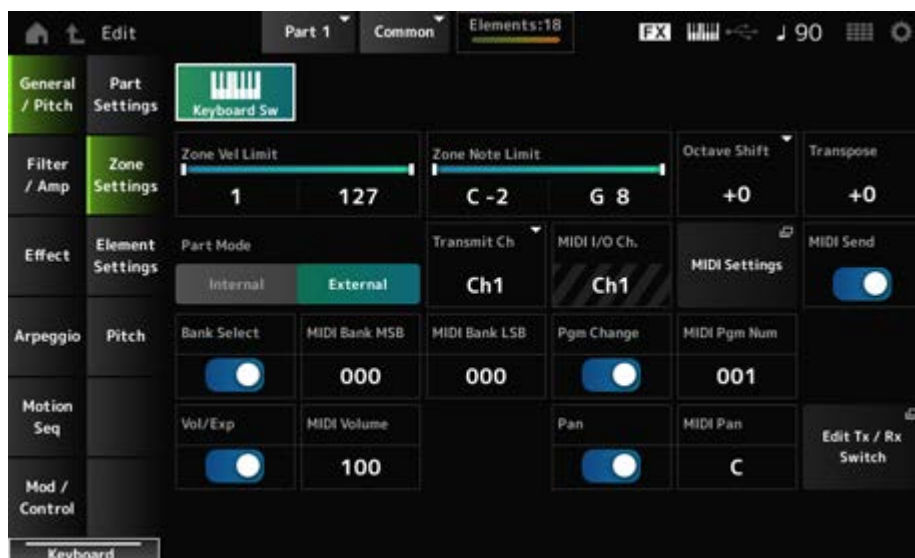 Edit
Part 1
Common
Elements:18
FX
90
General / Pitch
Part Settings
Keyboard Sw
Filter / Amp
Zone Settings
Zone Vel Limit
1
127
Zone Note Limit
C -2
G 8
Octave Shift
+0
Transpose
+0
Effect
Element Settings
Part Mode
Internal
External
Transmit Ch
Ch1
MIDI I/O Ch.
Ch1
MIDI Settings
MIDI Send
Arpeggio
Pitch
Bank Select
MIDI Bank MSB
000
MIDI Bank LSB
000
Pgm Change
MIDI Pgm Num
001
Motion Seq
Vol/Exp
MIDI Volume
100
Pan
MIDI Pan
C
Edit Tx / Rx Switch
Mod / Control
Keyboard